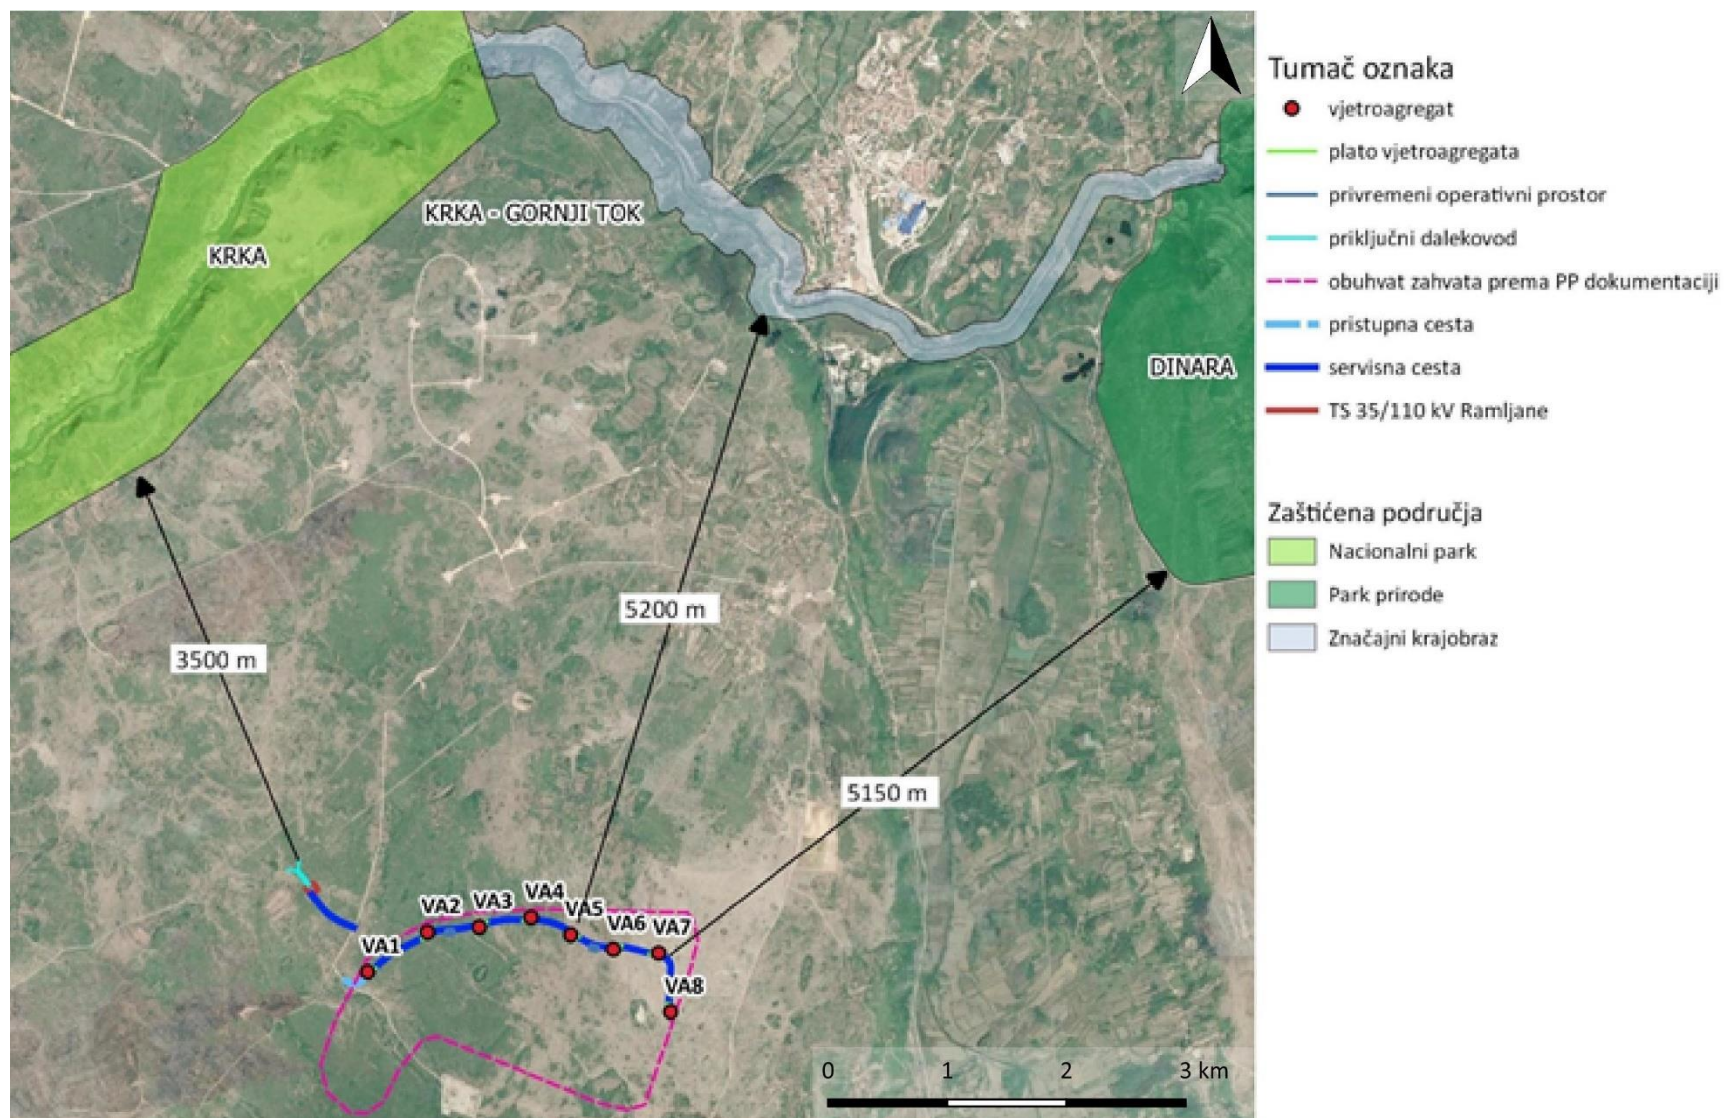 KRKA
KRKA - GORNJI TOK
DINARA
3500 m
5200 m
5150 m
VA1
VA2
VA3
VA4
VA5
VA6
VA7
VA8
0 1 2 3 km
Tumač oznaka
vjetroagregat
plato vjetroagregata
privremeni operativni prostor
priključni dalekovod
obuhvat zahvata prema PP dokumentaciji
pristupna cesta
servisna cesta
TS 35/110 kV Ramljane
Zaštićena područja
Nacionalni park
Park prirode
Značajni krajobraz